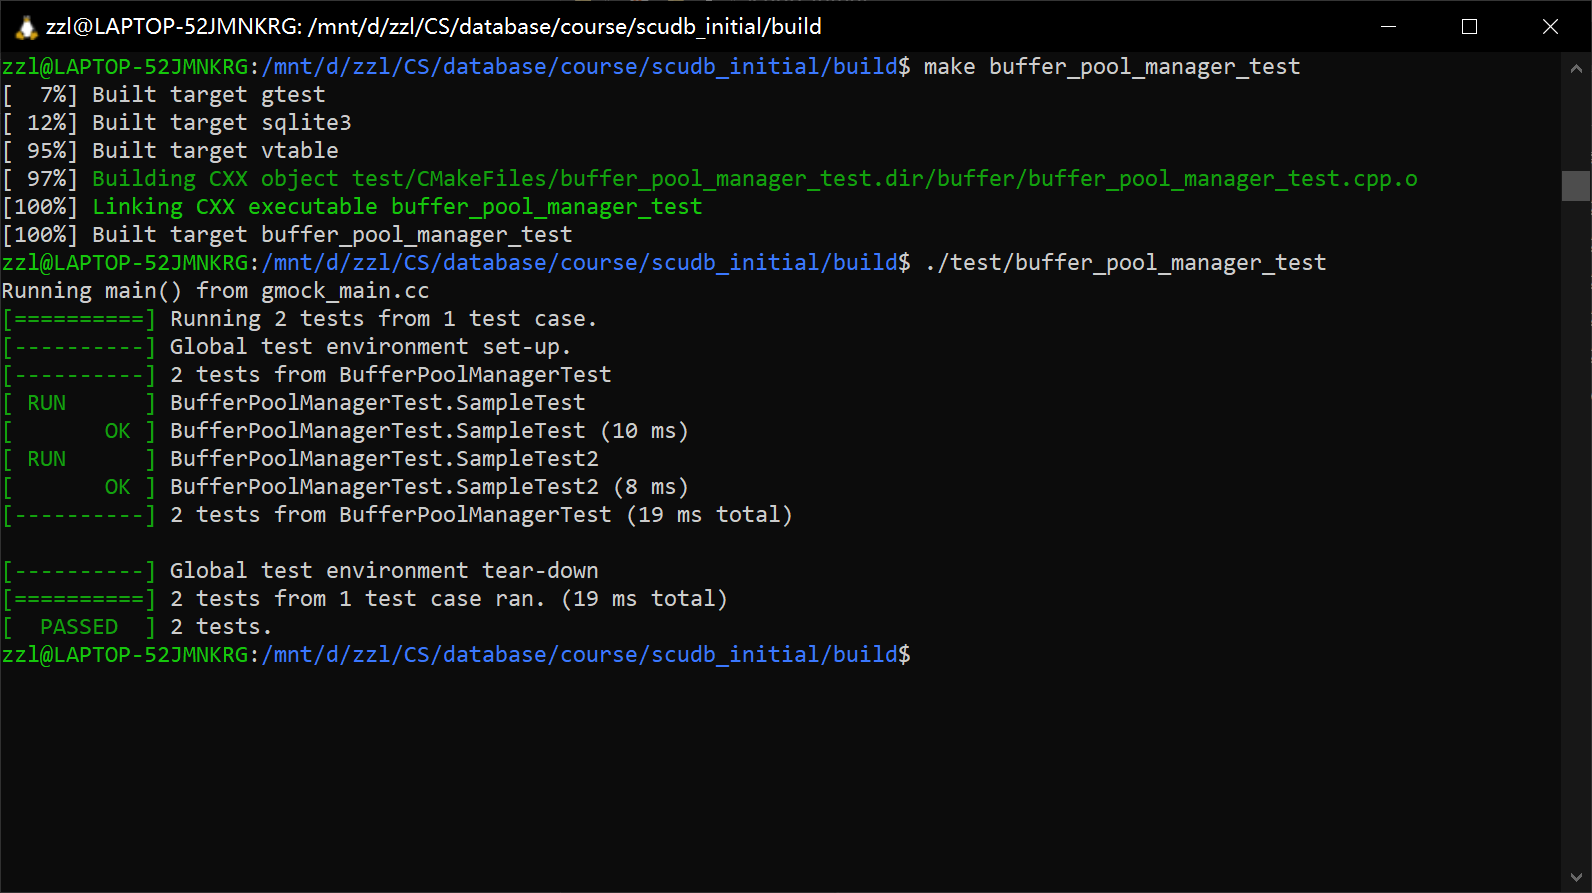 zzl@LAPTOP-52JMNKRG: /mnt/d/zzl/CS/database/course/scudb_initial/build
zzl@LAPTOP-52JMNKRG:/mnt/d/zzl/CS/database/course/scudb_initial/build$ make buffer_pool_manager_test
[  7%] Built target gtest
[ 12%] Built target sqlite3
[ 95%] Built target vtable
[ 97%] Building CXX object test/CMakeFiles/buffer_pool_manager_test.dir/buffer/buffer_pool_manager_test.cpp.o
[100%] Linking CXX executable buffer_pool_manager_test
[100%] Built target buffer_pool_manager_test
zzl@LAPTOP-52JMNKRG:/mnt/d/zzl/CS/database/course/scudb_initial/build$ ./test/buffer_pool_manager_test
Running main() from gmock_main.cc
[==========] Running 2 tests from 1 test case.
[----------] Global test environment set-up.
[----------] 2 tests from BufferPoolManagerTest
[ RUN      ] BufferPoolManagerTest.SampleTest
[       OK ] BufferPoolManagerTest.SampleTest (10 ms)
[ RUN      ] BufferPoolManagerTest.SampleTest2
[       OK ] BufferPoolManagerTest.SampleTest2 (8 ms)
[----------] 2 tests from BufferPoolManagerTest (19 ms total)
[----------] Global test environment tear-down
[==========] 2 tests from 1 test case ran. (19 ms total)
[  PASSED  ] 2 tests.
zzl@LAPTOP-52JMNKRG:/mnt/d/zzl/CS/database/course/scudb_initial/build$